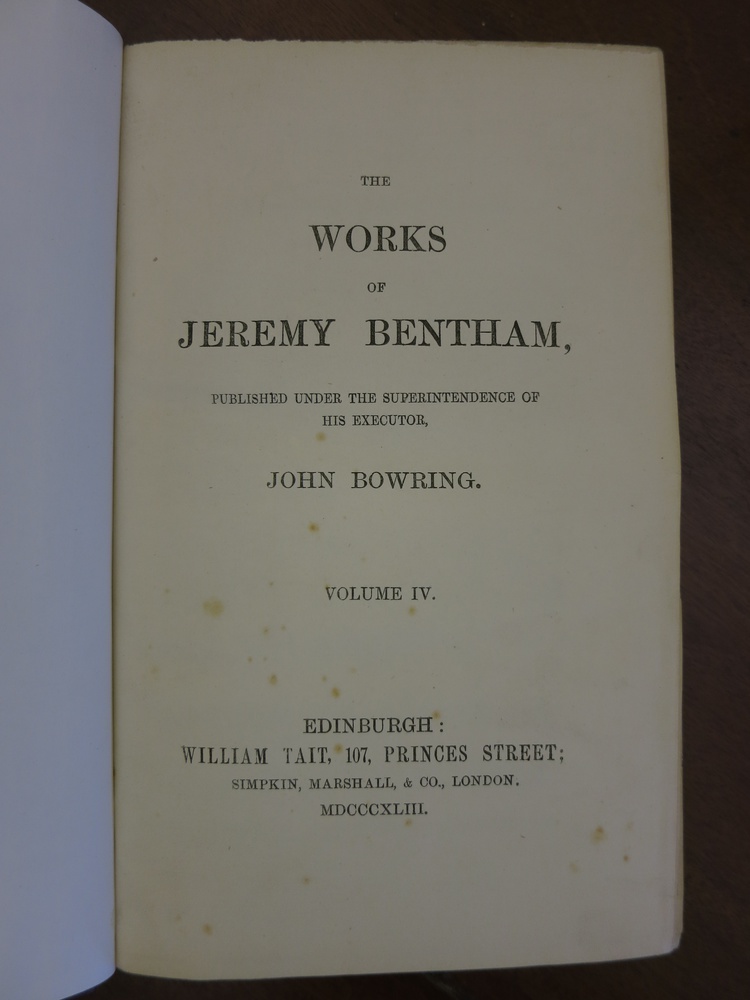 THE
WORKS
OF
JEREMY BENTHAM,
PUBLISHED UNDER THE SUPERINTENDENCE OF
HIS EXECUTOR,
JOHN BOWRING.
VOLUME IV.
EDINBURGH:
WILLIAM TAIT, 107, PRINCES STREET;
SIMPKIN, MARSHALL, & CO., LONDON.
MDCCCXLIII.